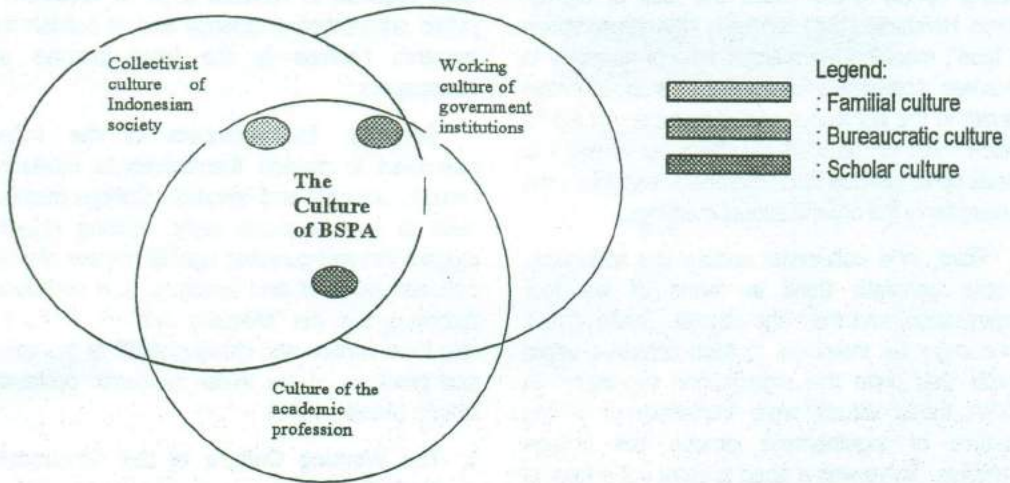 Collectivist
culture of
Indonesian
society
Working
culture of
government
institutions
The
Culture
of BSPA
Culture of the
academic
profession
Legend:
: Familial culture
: Bureaucratic culture
: Scholar culture